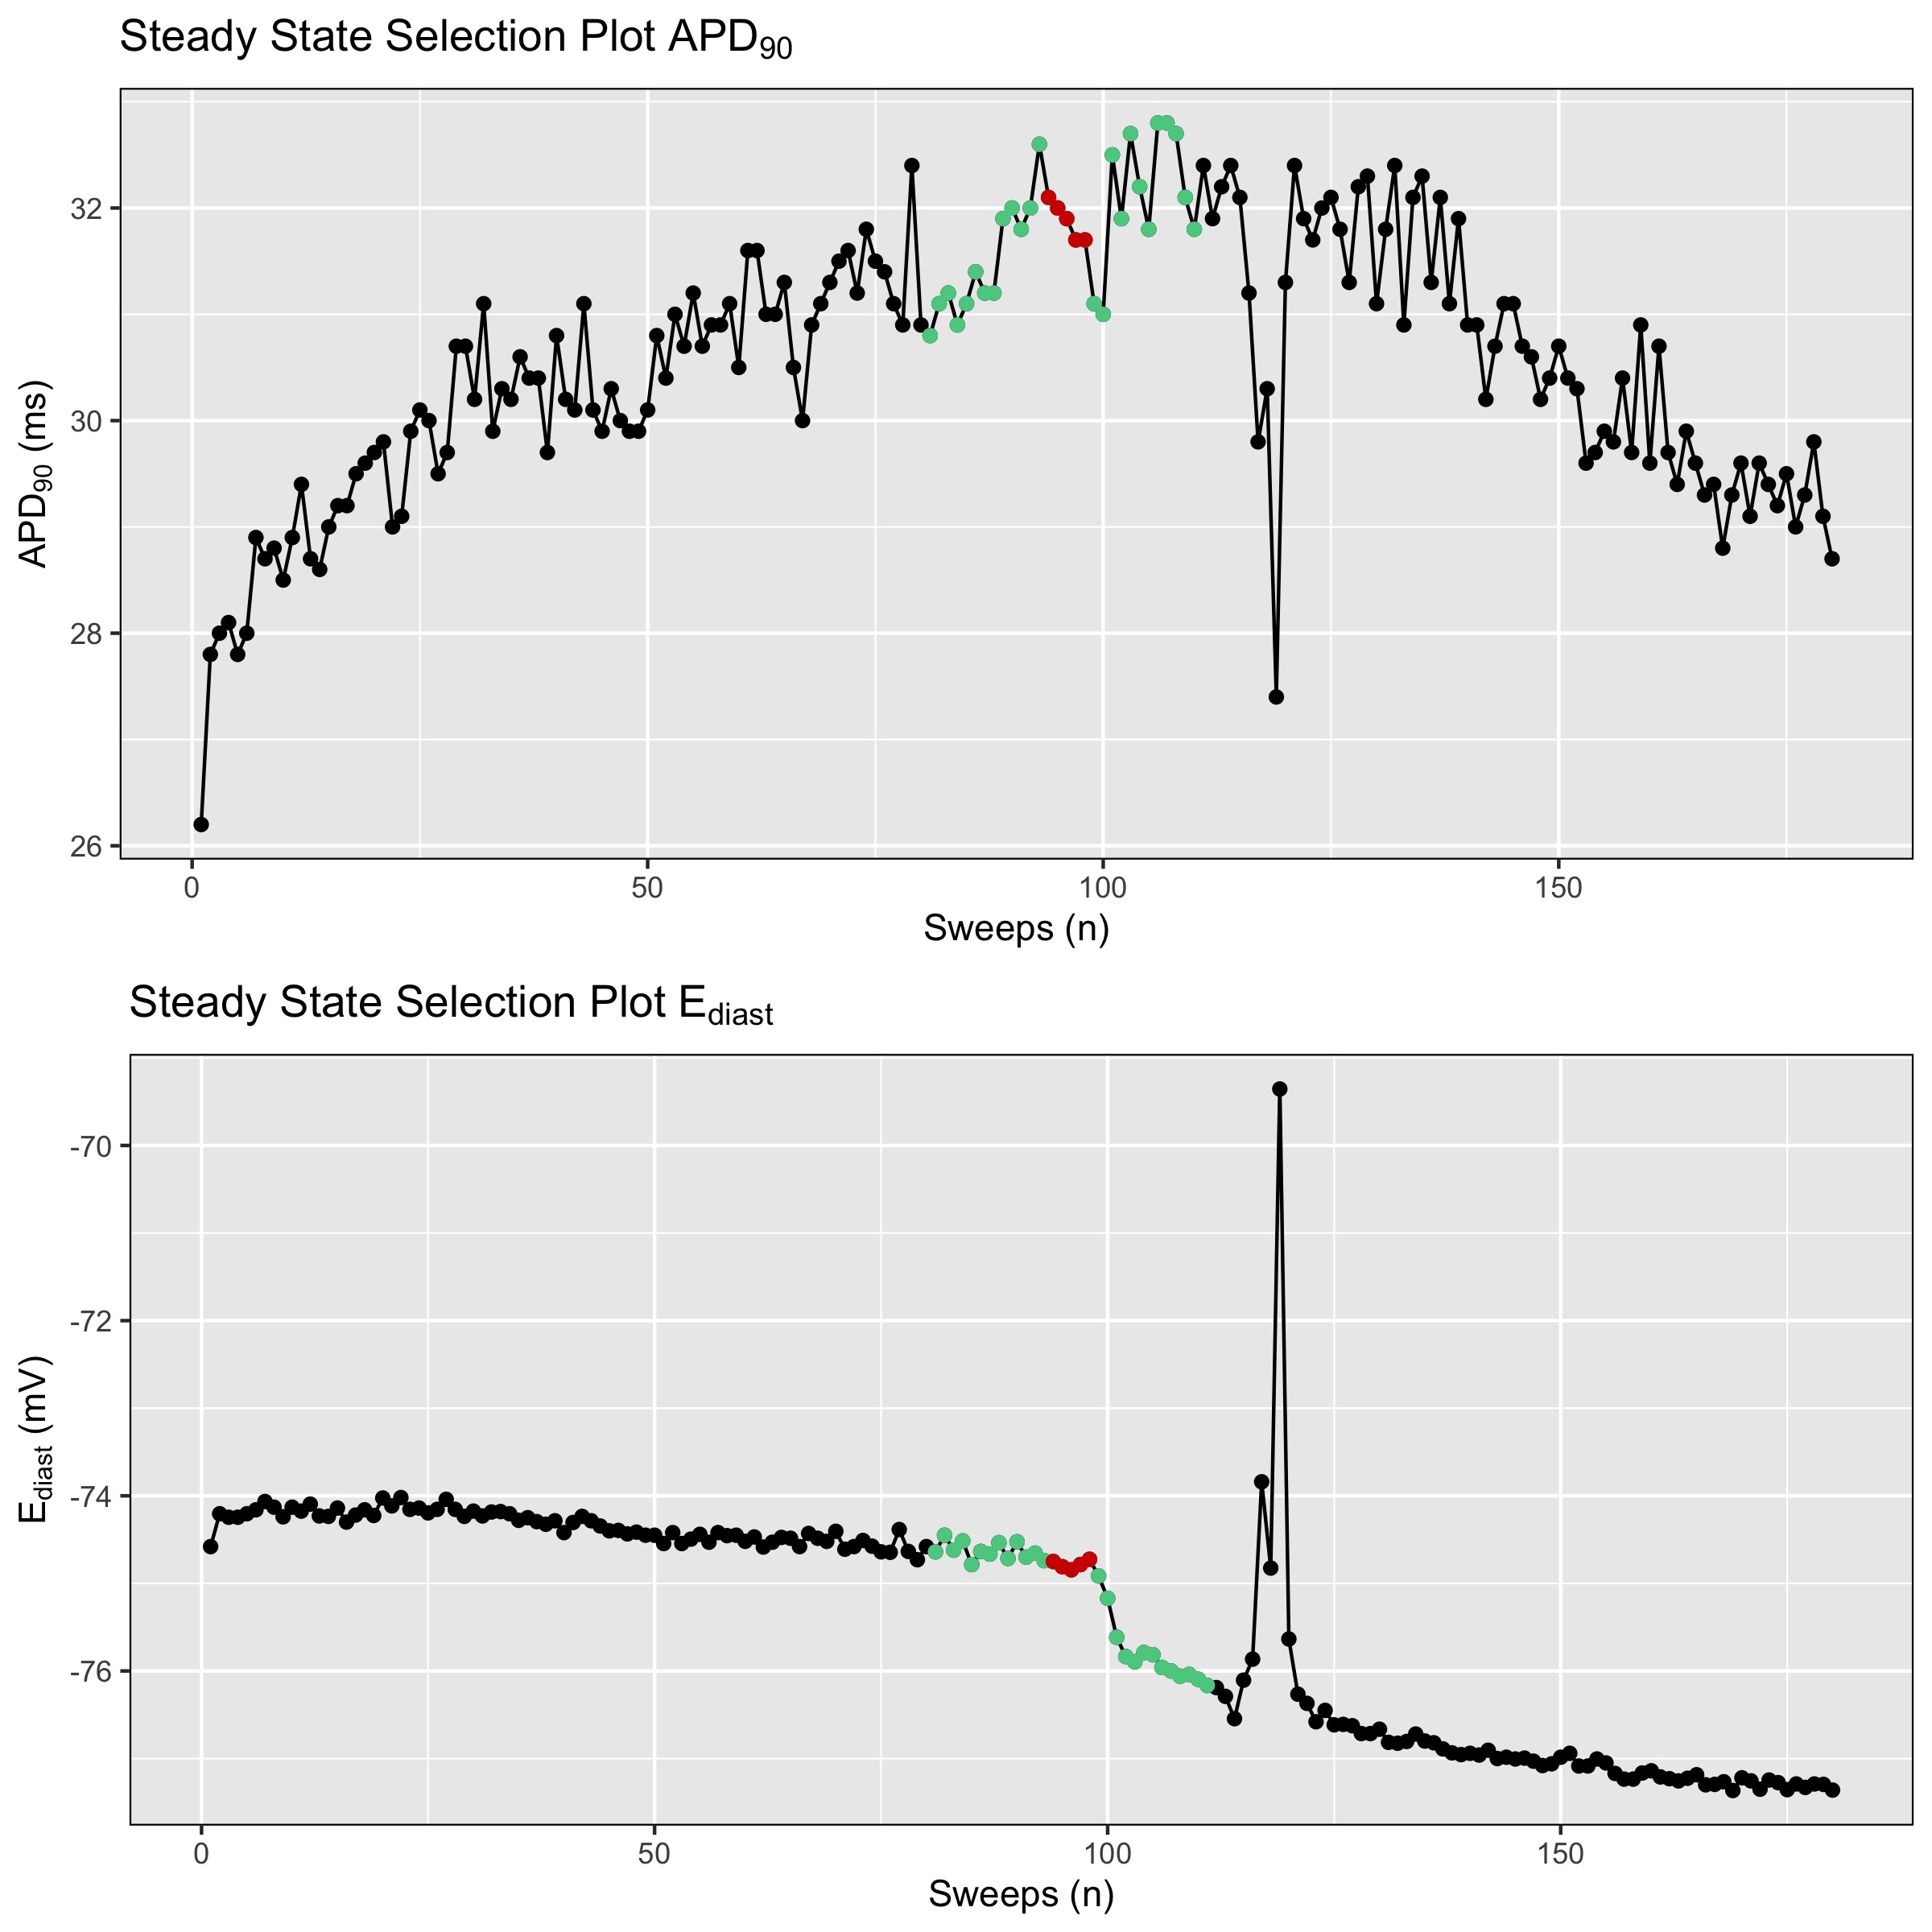 Steady State Selection Plot APD90
32
30
28
26
APD90 (ms)
0 50 100 150
Sweeps (n)
Steady State Selection Plot Ediast
-70
-72
-74
-76
Ediast (mV)
0 50 100 150
Sweeps (n)